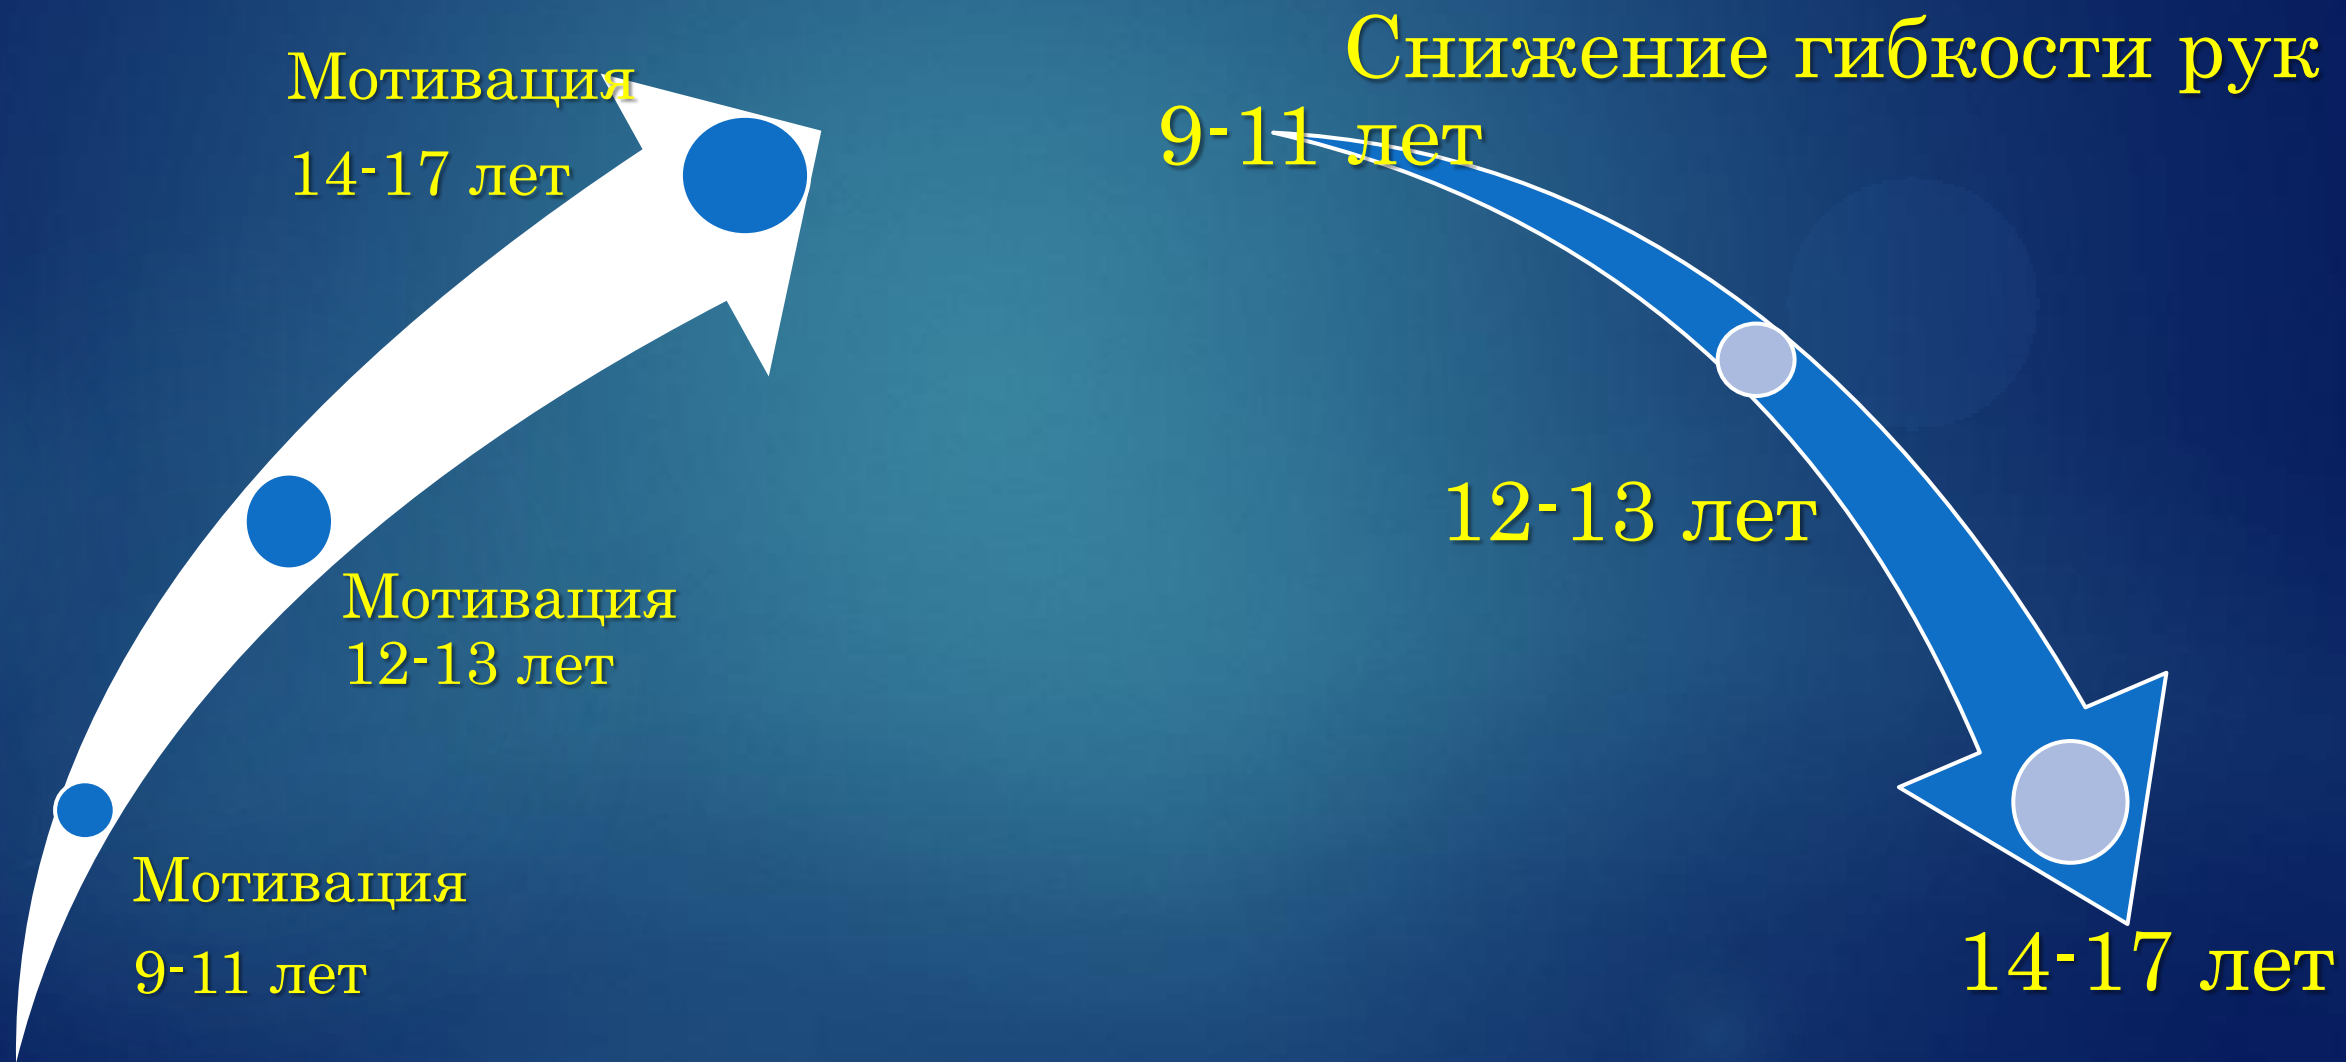 Мотивация
14-17 лет
Мотивация
12-13 лет
Мотивация
9-11 лет
Снижение гибкости рук
9-11 лет
12-13 лет
14-17 лет